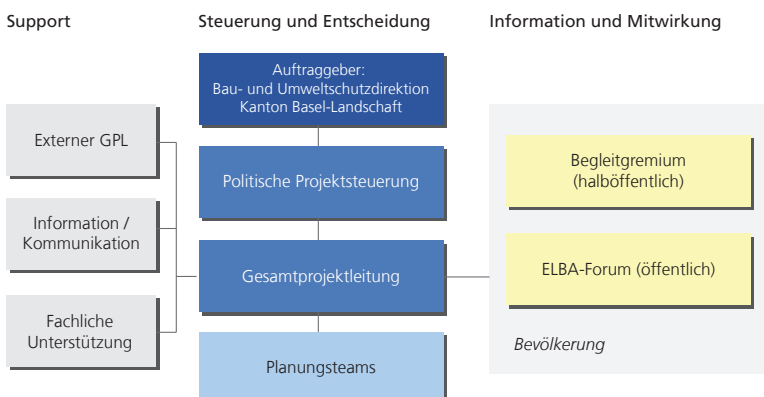 Support
Steuerung und Entscheidung
Information und Mitwirkung
Externer GPL
Information /
Kommunikation
Fachliche
Unterstützung
Auftraggeber:
Bau- und Umweltschutzdirektion
Kanton Basel-Landschaft
Politische Projektsteuerung
Gesamtprojektleitung
Planungsteams
Begleitgremium
(halböffentlich)
ELBA-Forum (öffentlich)
Bevölkerung